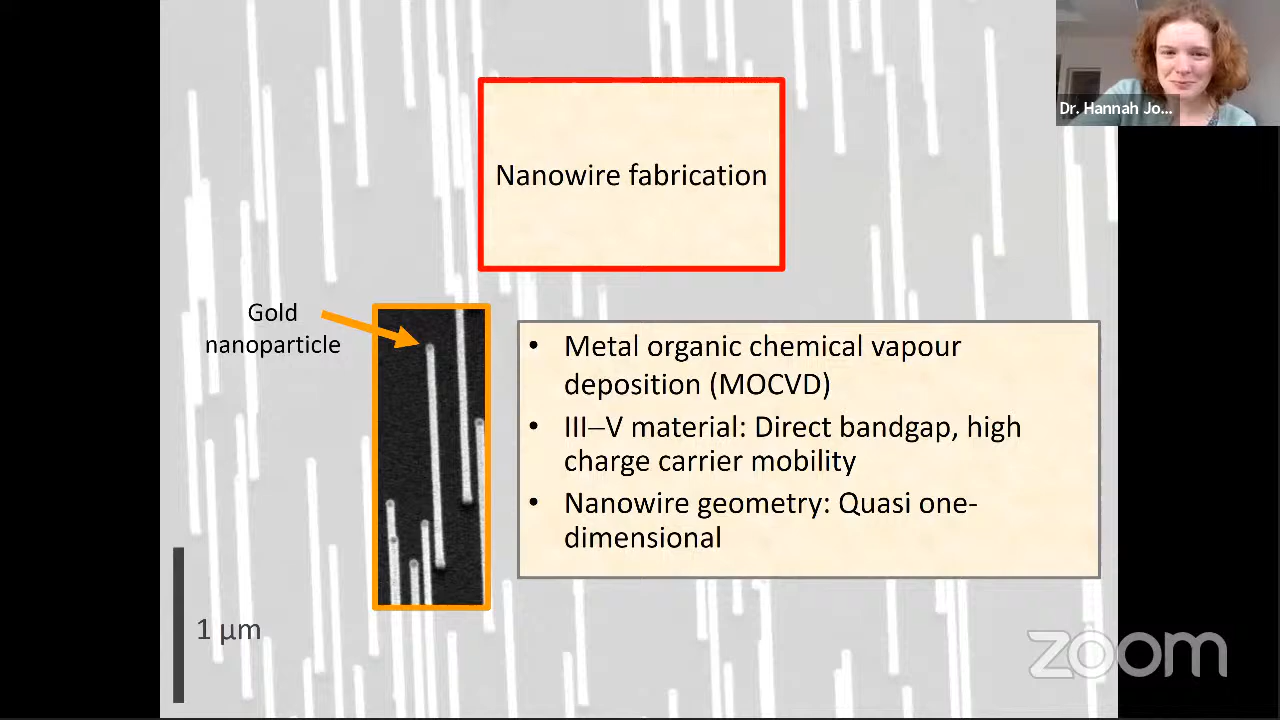 Dr. Hannah Jo...
Nanowire fabrication
Gold
nanoparticle
• Metal organic chemical vapour
deposition (MOCVD)
• III–V material: Direct bandgap, high
charge carrier mobility
• Nanowire geometry: Quasi one-
dimensional
1 μm
zoom